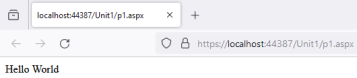 localhost:44387/Unit1/p1.aspx
https://localhost:44387/Unit1/p1.aspx
Hello World